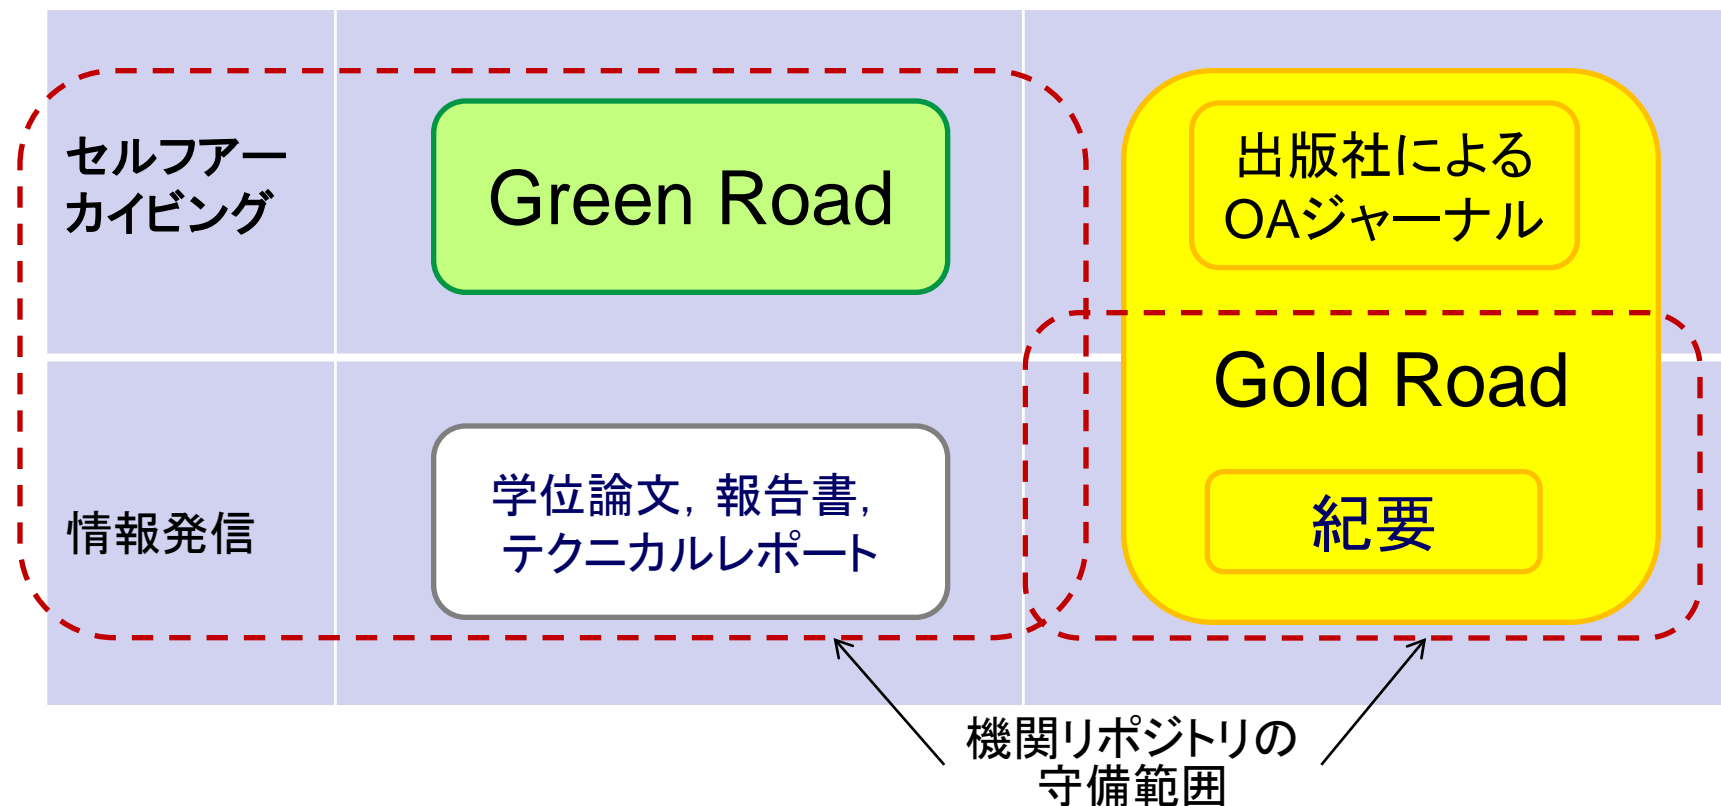 セルフアー
カイビング
Green Road
出版社による
OAジャーナル
Gold Road
情報発信
学位論文，報告書，
テクニカルレポート
紀要
機関リポジトリの
守備範囲